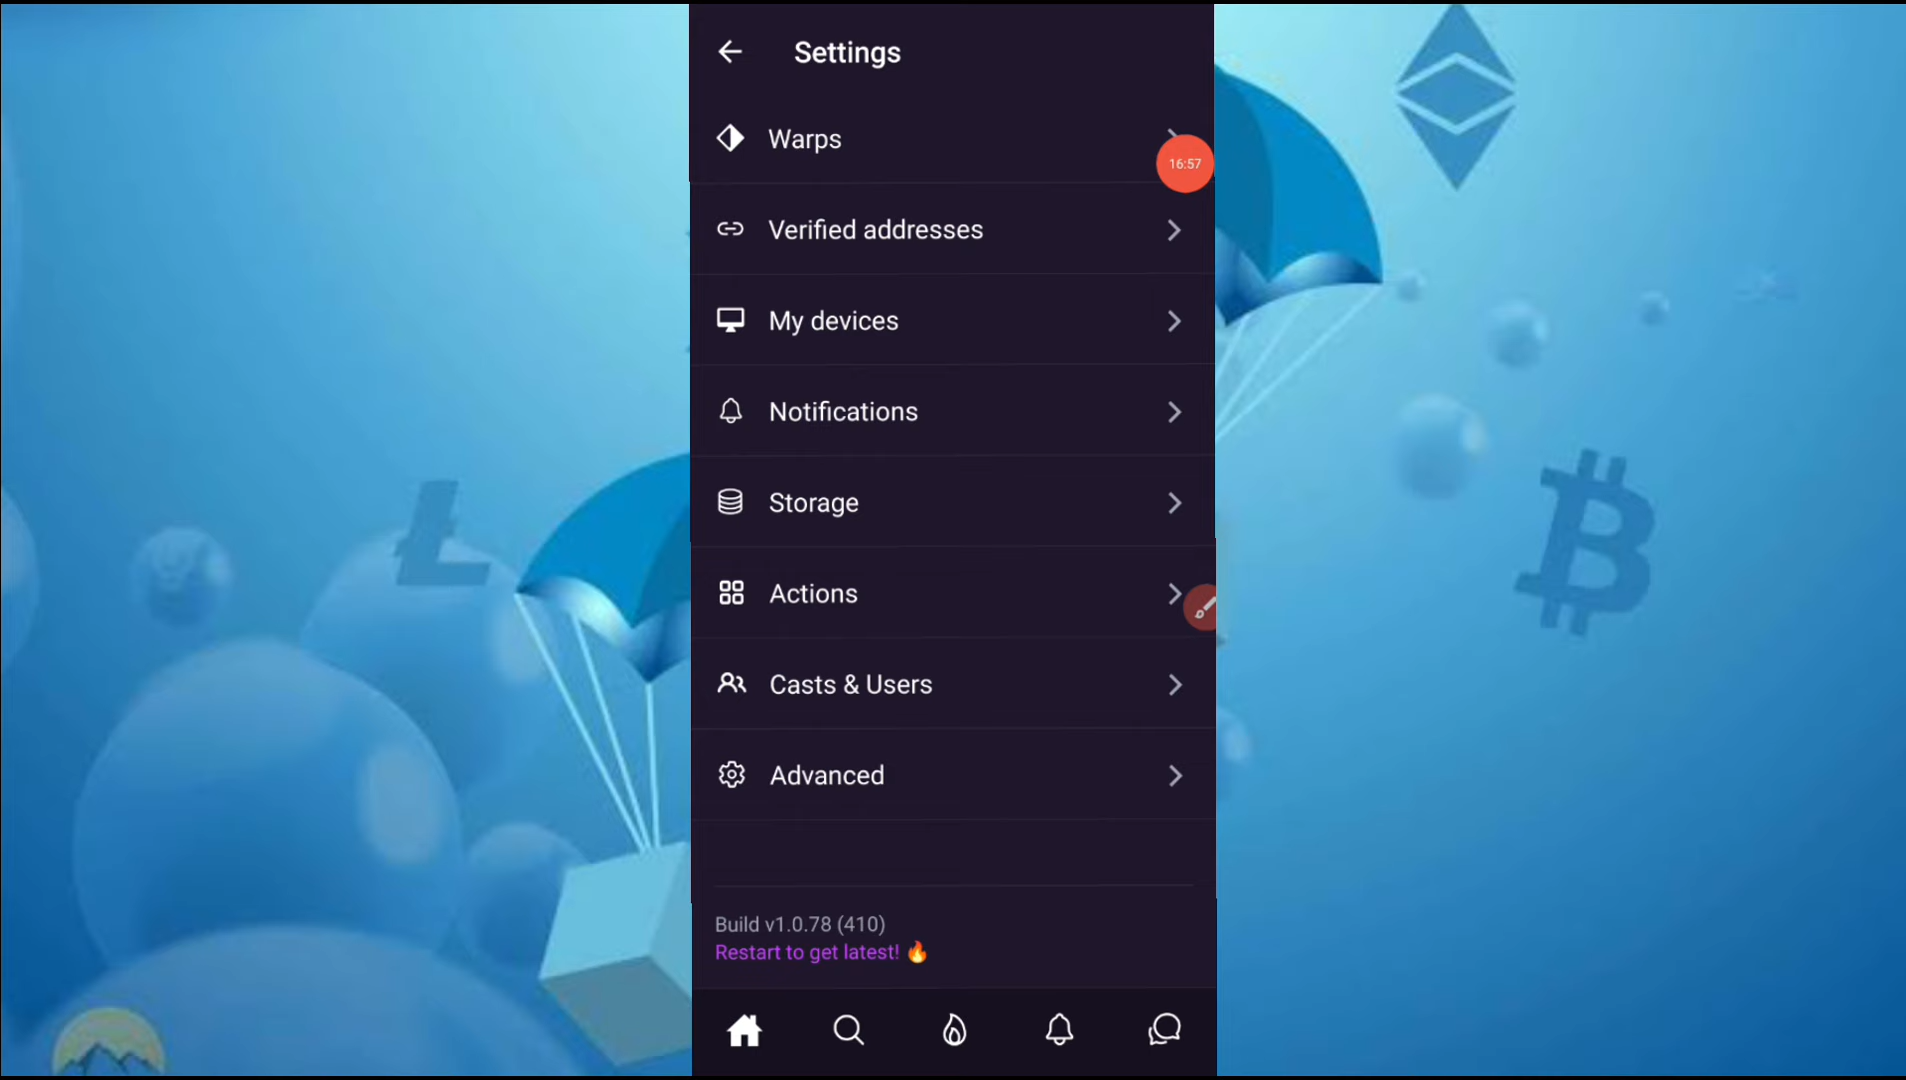 Settings
Warps
16:57
Verified addresses
My devices
Notifications
Storage
Actions
Casts & Users
Advanced
Build v1.0.78 (410)
Restart to get latest! 🔥